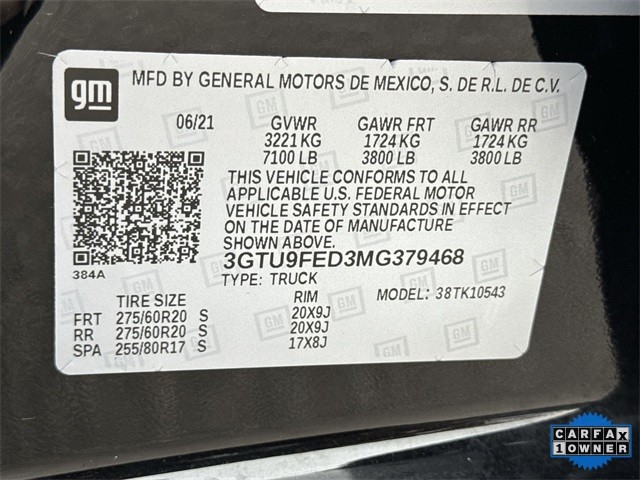 gm
MFD BY GENERAL MOTORS DE MEXICO, S. DE R.L. DE C.V.
06/21 GVWR GAWR FRT GAWR RR
3221 KG 1724 KG 1724 KG
7100 LB 3800 LB 3800 LB
THIS VEHICLE CONFORMS TO ALL
APPLICABLE U.S. FEDERAL MOTOR
VEHICLE SAFETY STANDARDS IN EFFECT
ON THE DATE OF MANUFACTURE
SHOWN ABOVE.
384A
3GTU9FED3MG379468
TYPE: TRUCK MODEL: 38TK10543
TIRE SIZE RIM
FRT 275/60R20 S 20X9J
RR 275/60R20 S 20X9J
SPA 255/80R17 S 17X8J
CARFAX
1 OWNER